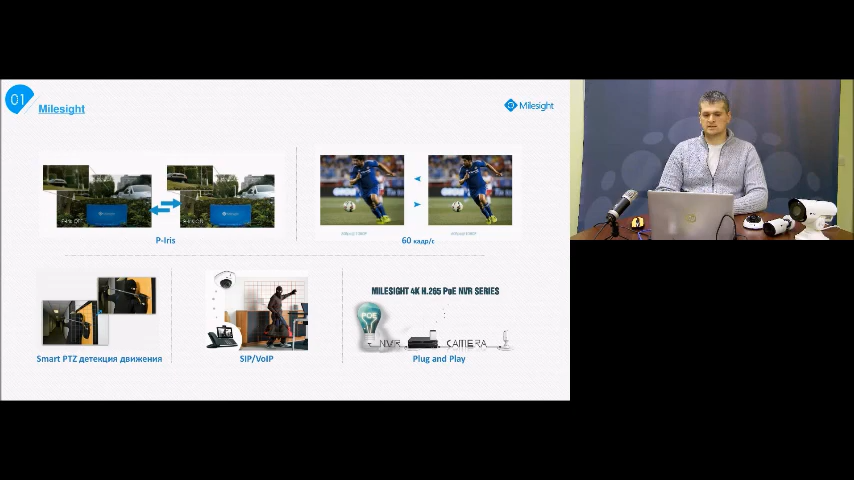 01
Milesight
Milesight
Milesight
P-Iris
60 кадр/с
MILESIGHT 4K H.265 PoE NVR SERIES
POE
NVR
CAMERA
Smart PTZ детекция движения
SIP/VoIP
Plug and Play